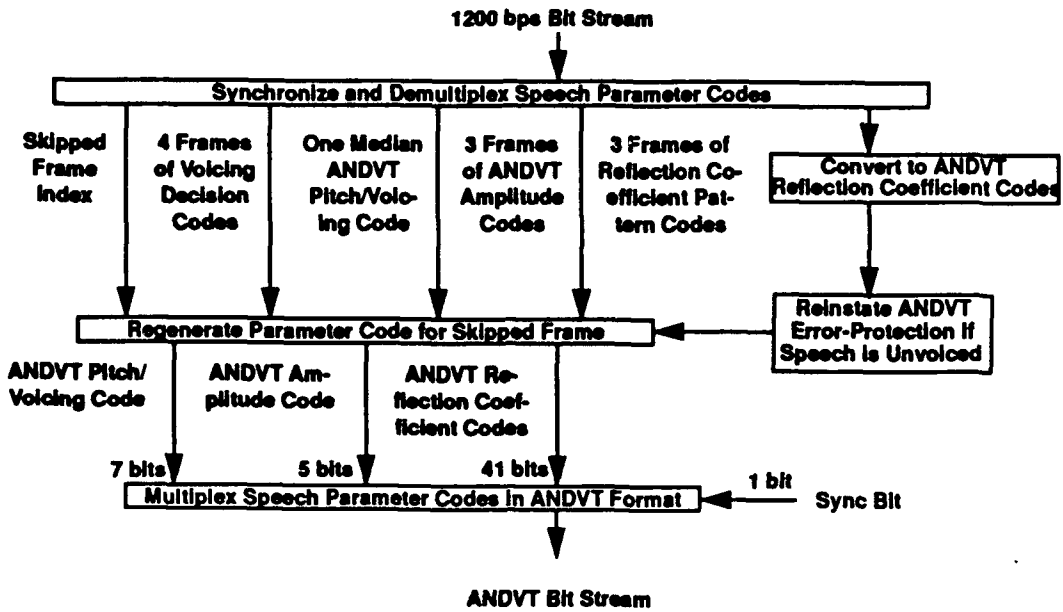 1200 bps Bit Stream
Synchronize and Demultiplex Speech Parameter Codes
Skipped
Frame
Index
4 Frames
of Voicing
Decision
Codes
One Median
ANDVT
Pitch/Voic-
ing Code
3 Frames
of ANDVT
Amplitude
Codes
3 Frames of
Reflection Co-
efficient Pat-
tern Codes
Convert to ANDVT
Reflection Coefficient Codes
Reinstate ANDVT
Error-Protection if
Speech is Unvoiced
Regenerate Parameter Code for Skipped Frame
ANDVT Pitch/
Voicing Code
ANDVT Am-
plitude Code
ANDVT Re-
flection Coef-
ficient Codes
7 bits
5 bits
41 bits
Multiplex Speech Parameter Codes in ANDVT Format
1 bit
Sync Bit
ANDVT Bit Stream